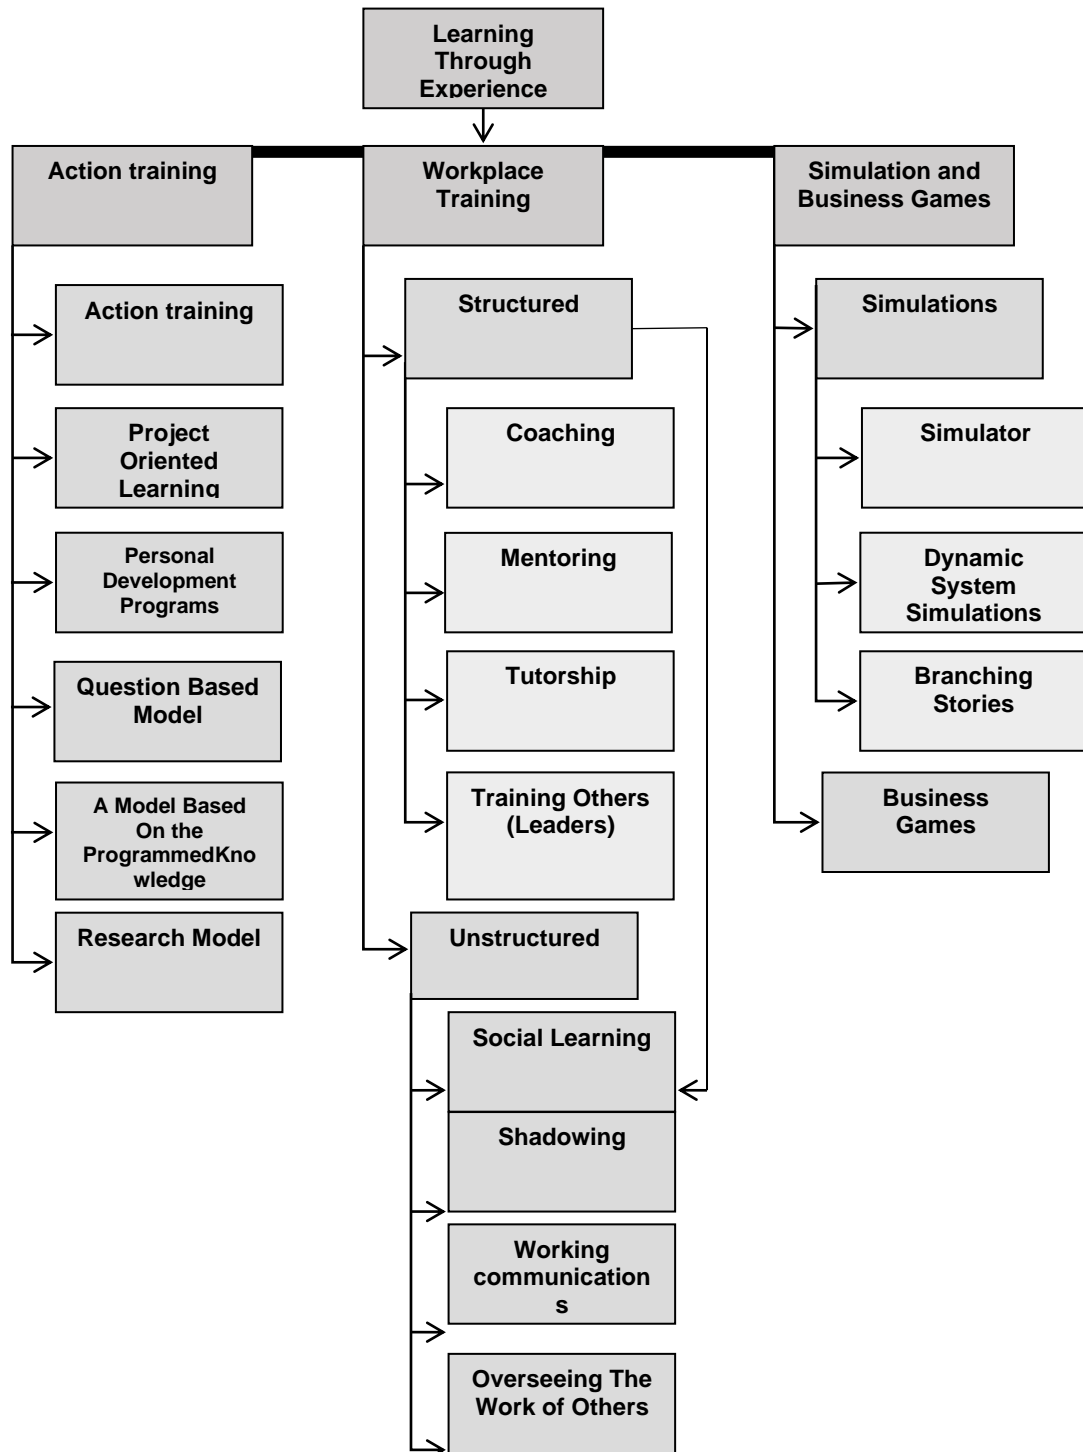 Learning
Through
Experience
Action training
Workplace
Training
Simulation and
Business Games
Action training
Project
Oriented
Learning
Personal
Development
Programs
Question Based
Model
A Model Based
On the
ProgrammedKno
wledge
Research Model
Structured
Coaching
Mentoring
Tutorship
Training Others
(Leaders)
Unstructured
Social Learning
Shadowing
Working
communication
s
Overseeing The
Work of Others
Simulations
Simulator
Dynamic
System
Simulations
Branching
Stories
Business
Games